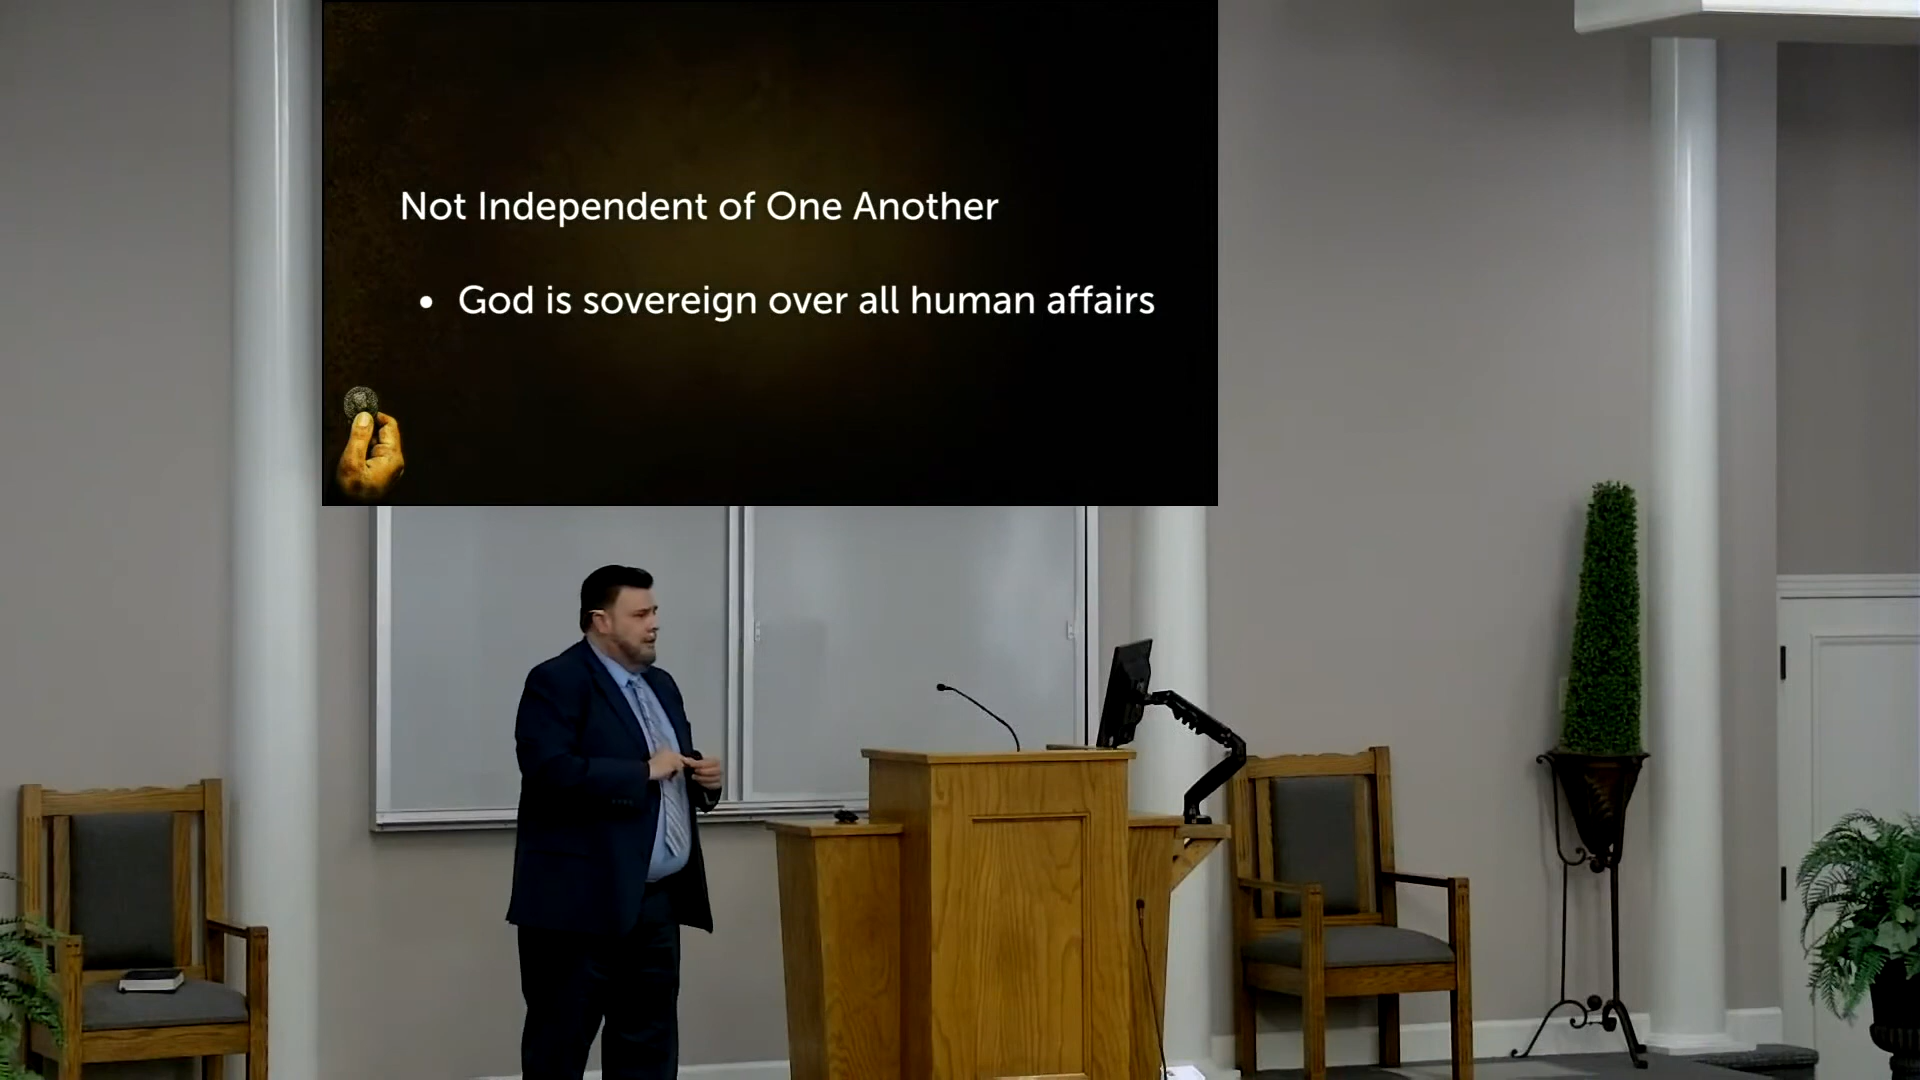 Not Independent of One Another
• God is sovereign over all human affairs